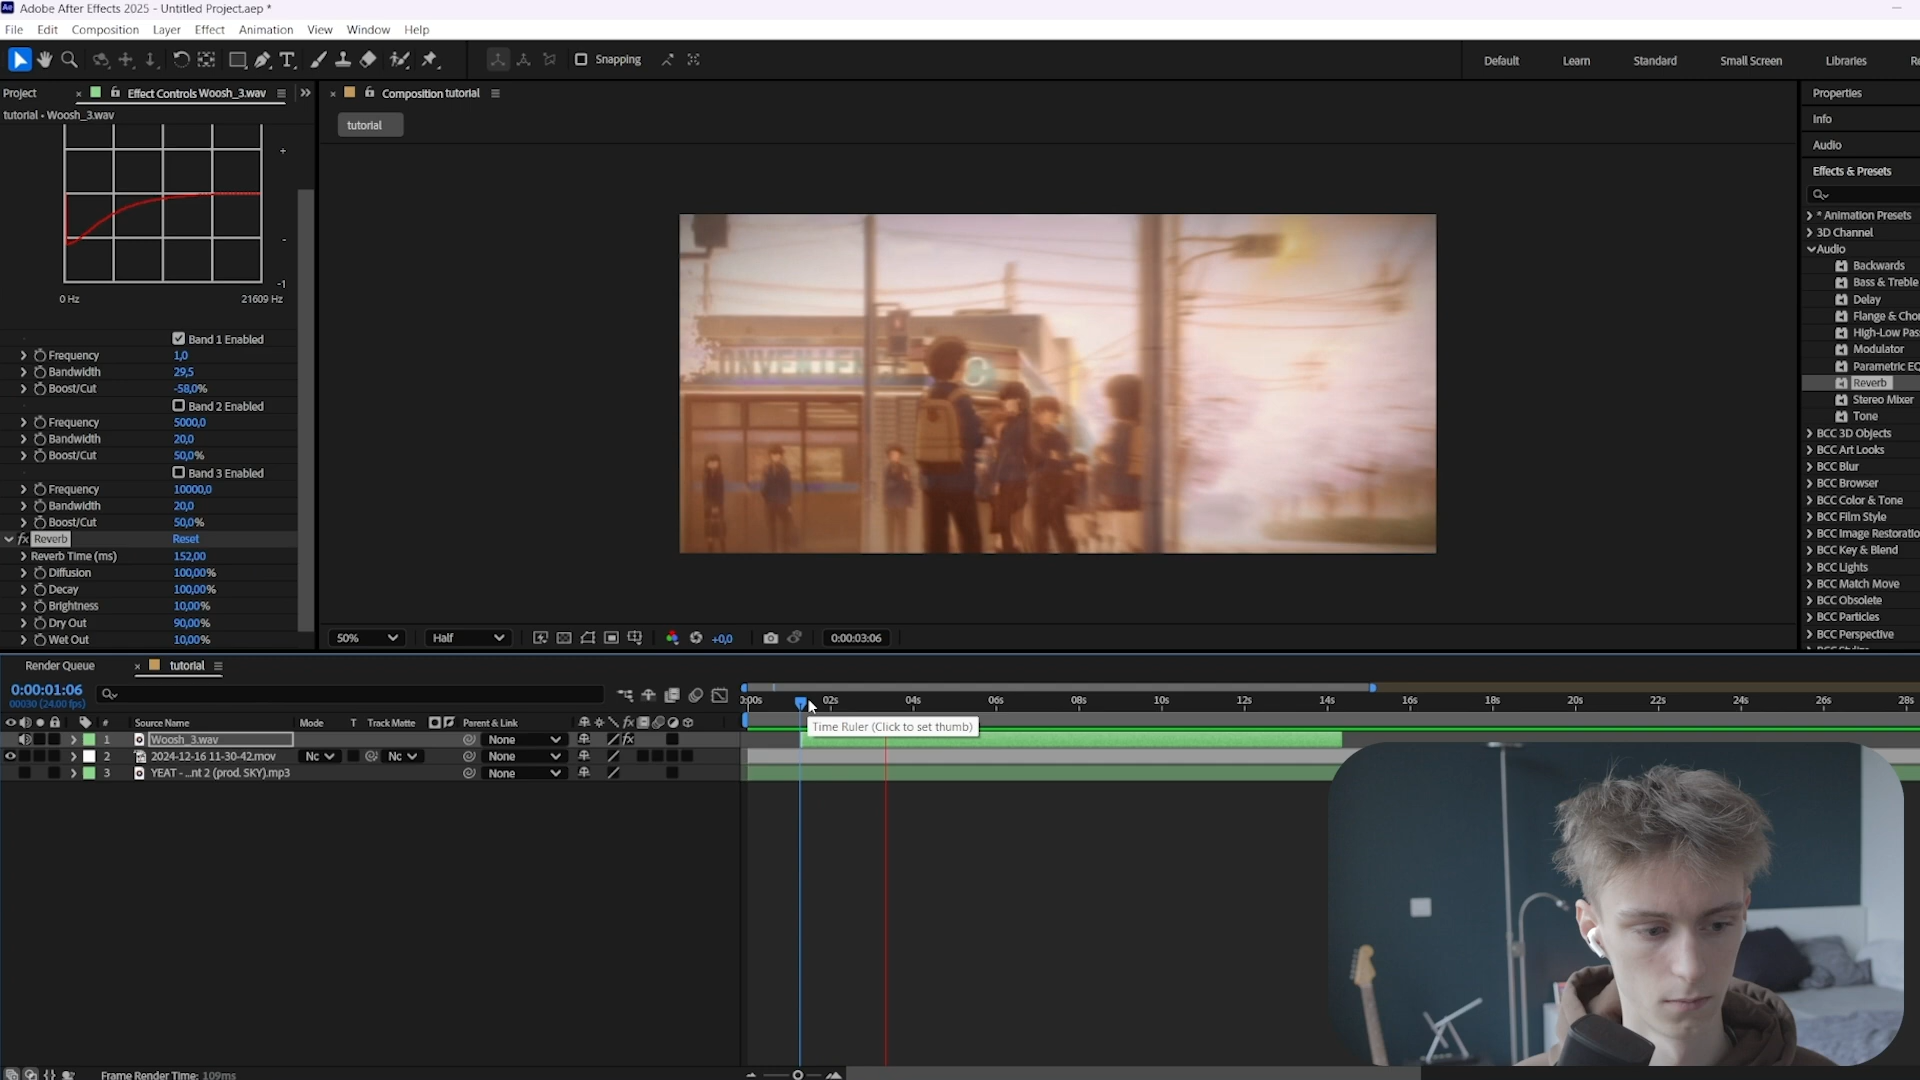 Adobe After Effects 2025 - Untitled Project.aep *
File Edit Composition Layer Effect Animation View Window Help
Snapping
Default Learn Standard Small Screen Libraries Re
Project
Effect Controls Woosh_3.wav
tutorial • Woosh_3.wav
+
-
-1
0 Hz 21609 Hz
Band 1 Enabled
Frequency 1,0
Bandwidth 29,5
Boost/Cut -58,0%
Band 2 Enabled
Frequency 5000,0
Bandwidth 20,0
Boost/Cut 50,0%
Band 3 Enabled
Frequency 10000,0
Bandwidth 20,0
Boost/Cut 50,0%
fx Reverb Reset
Reverb Time (ms) 152,00
Diffusion 100,00%
Decay 100,00%
Brightness 10,00%
Dry Out 90,00%
Wet Out 10,00%
Composition tutorial
tutorial
50% Half +0,0 0:00:03:06
Properties
Info
Audio
Effects & Presets
* Animation Presets
3D Channel
Audio
Backwards
Bass & Treble
Delay
Flange & Cho
High-Low Pas
Modulator
Parametric EQ
Reverb
Stereo Mixer
Tone
BCC 3D Objects
BCC Art Looks
BCC Blur
BCC Browser
BCC Color & Tone
BCC Film Style
BCC Image Restoratio
BCC Key & Blend
BCC Lights
BCC Match Move
BCC Obsolete
BCC Particles
BCC Perspective
Render Queue tutorial
0:00:01:06
00030 (24.00 fps)
# Source Name Mode T Track Matte Parent & Link
1 Woosh_3.wav None fx
2 2024-12-16 11-30-42.mov Nc Nc None
3 YEAT - ...nt 2 (prod. SKY).mp3 None
0:00s 02s 04s 06s 08s 10s 12s 14s 16s 18s 20s 22s 24s 26s 28s
Time Ruler (Click to set thumb)
Frame Render Time: 109ms